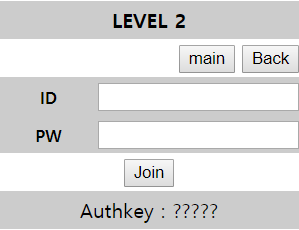 LEVEL 2
main Back
ID
PW
Join
Authkey : ?????